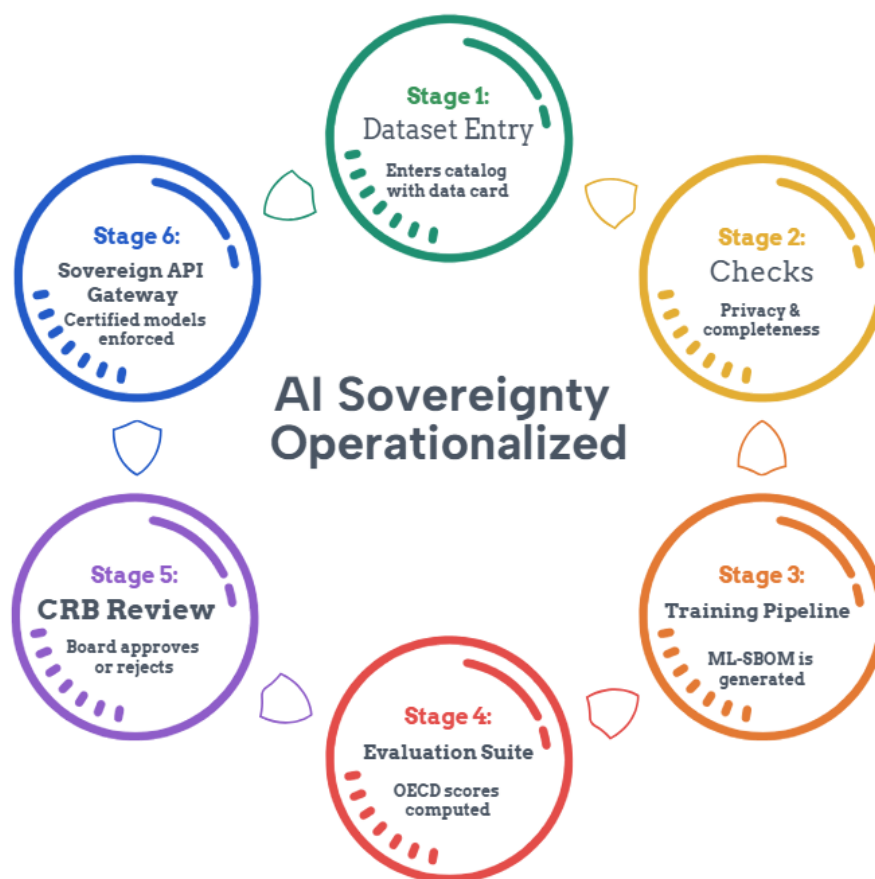 Stage 1:
Dataset Entry
Enters catalog
with data card
Stage 2:
Checks
Privacy &
completeness
Stage 3:
Training Pipeline
ML-SBOM is
generated
Stage 4:
Evaluation Suite
OECD scores
computed
Stage 5:
CRB Review
Board approves
or rejects
Stage 6:
Sovereign API
Gateway
Certified models
enforced
AI Sovereignty
Operationalized